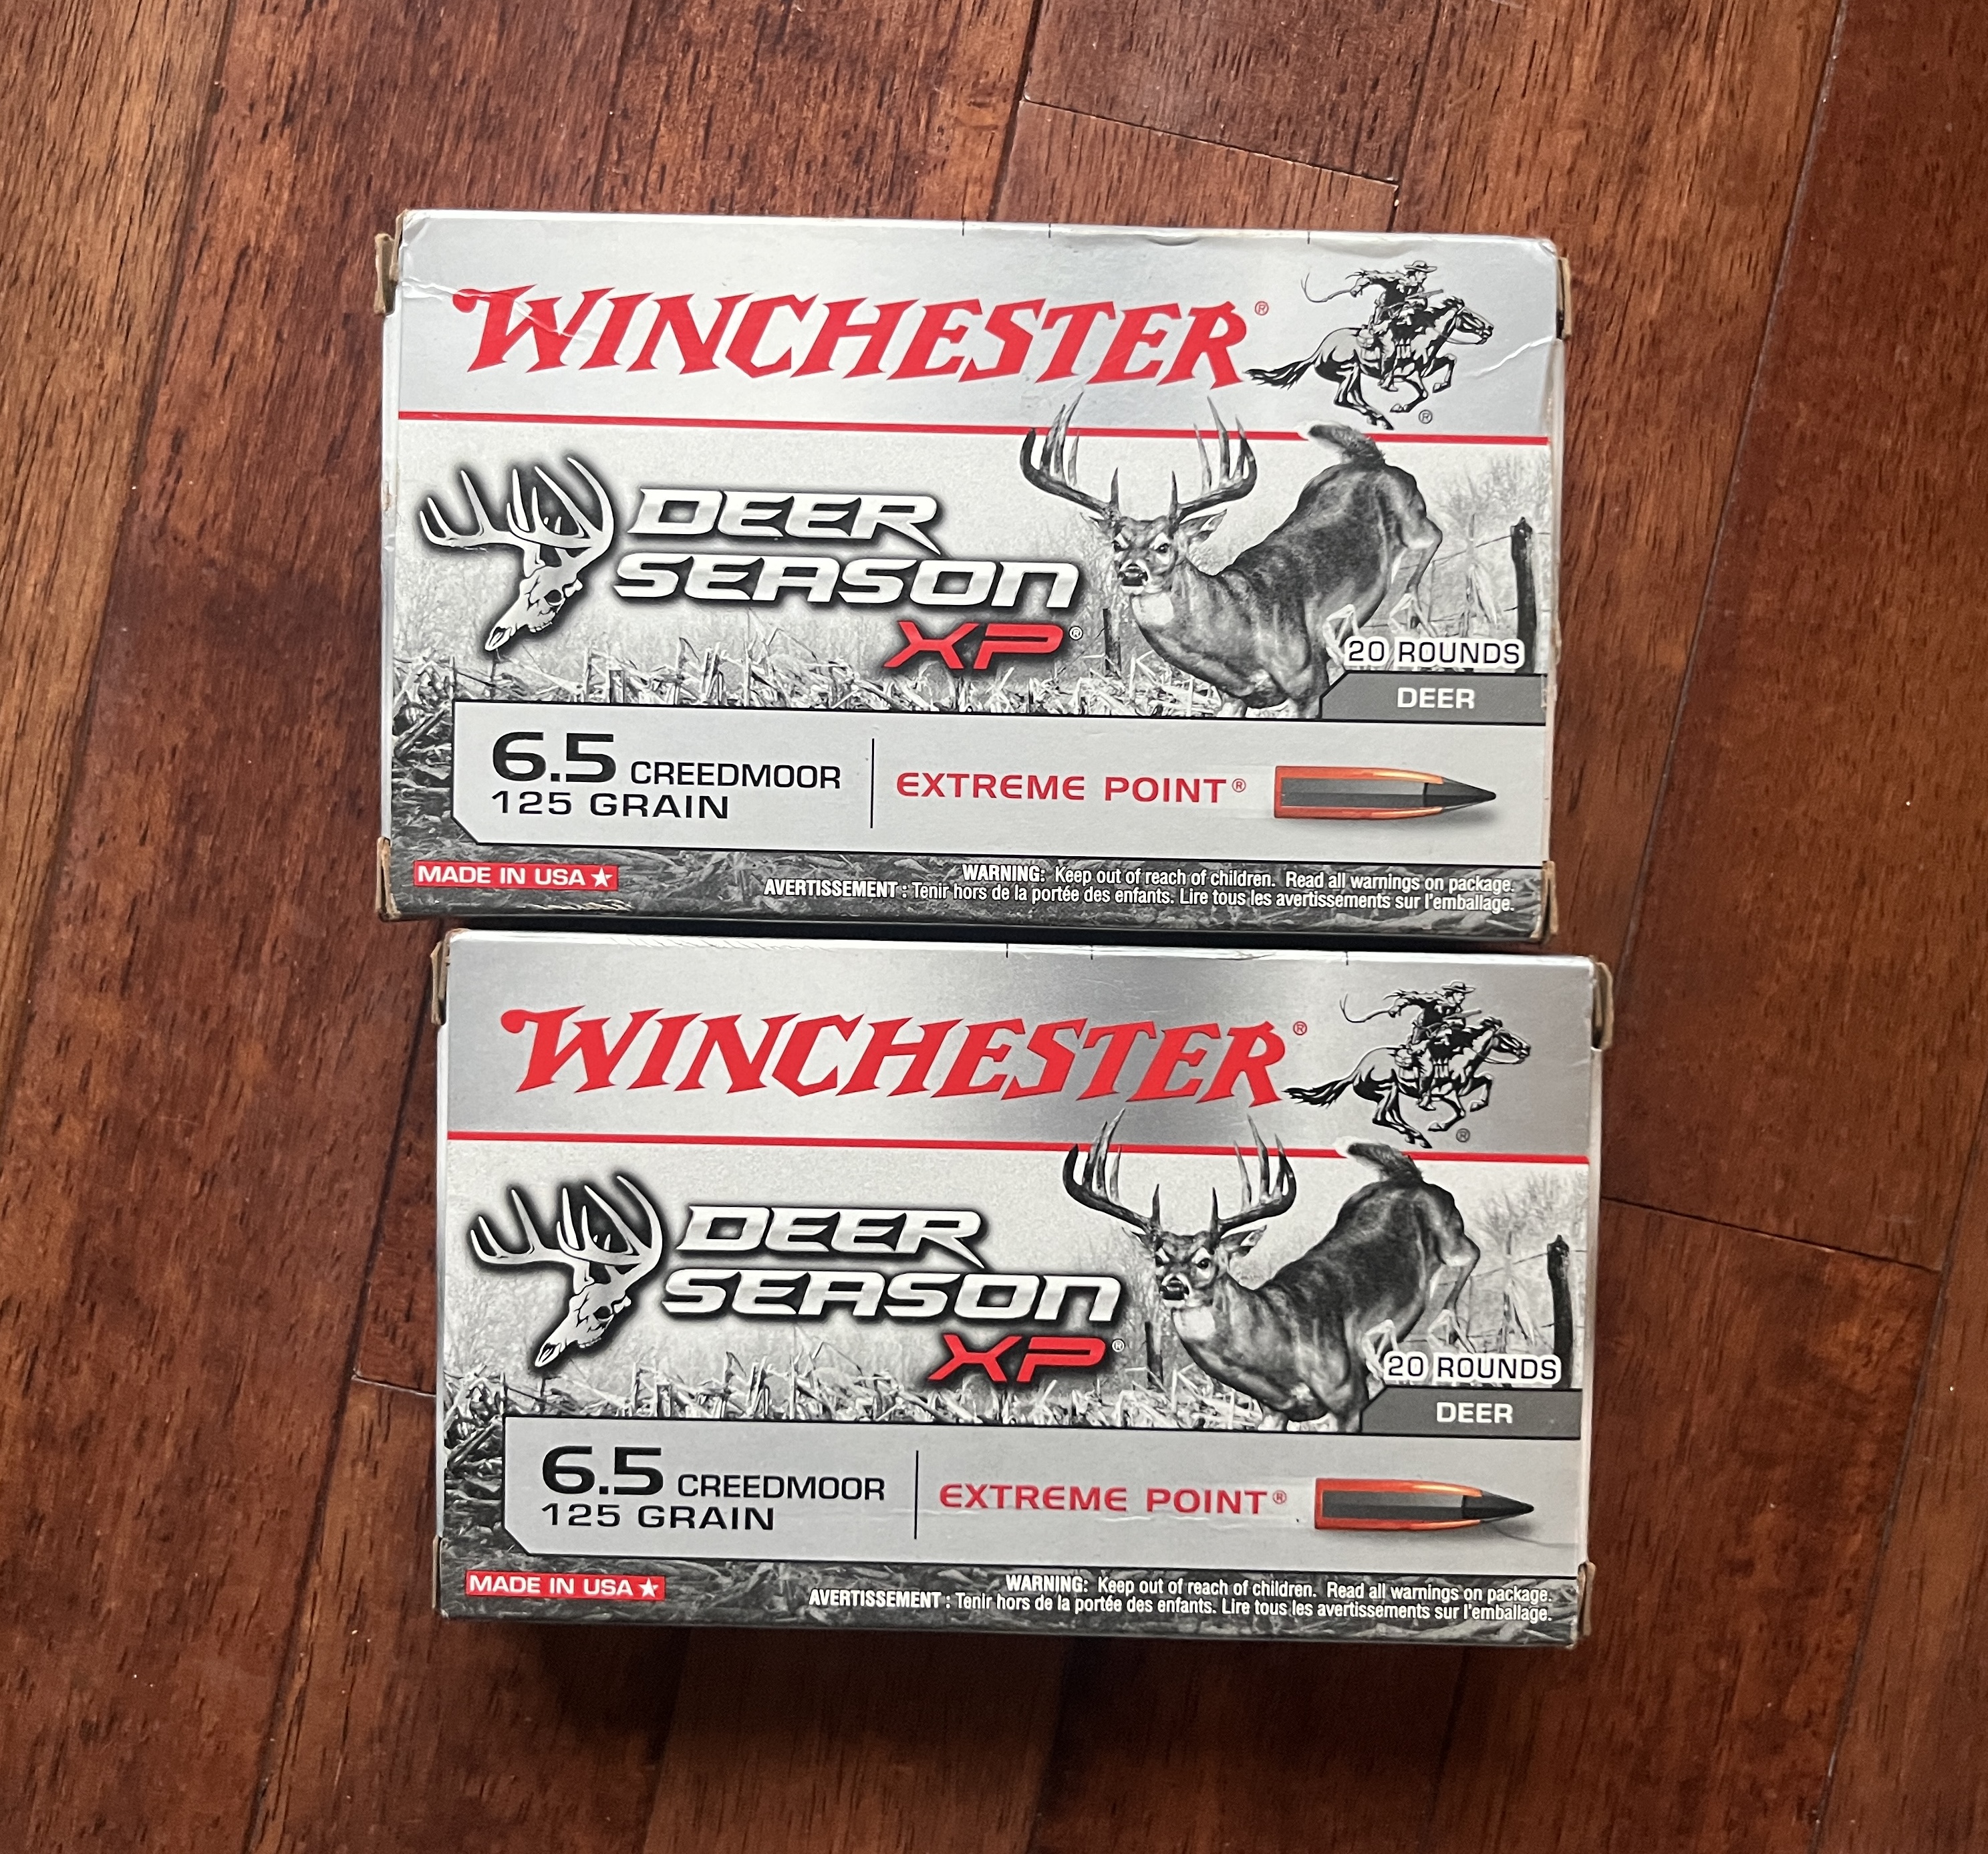 WINCHESTER®
®
DEER
SEASON
XP®
20 ROUNDS
DEER
6.5 CREEDMOOR
125 GRAIN
EXTREME POINT®
MADE IN USA
WARNING: Keep out of reach of children. Read all warnings on package.
AVERTISSEMENT : Tenir hors de la portée des enfants. Lire tous les avertissements sur l'emballage.
WINCHESTER®
®
DEER
SEASON
XP®
20 ROUNDS
DEER
6.5 CREEDMOOR
125 GRAIN
EXTREME POINT®
MADE IN USA
WARNING: Keep out of reach of children. Read all warnings on package.
AVERTISSEMENT : Tenir hors de la portée des enfants. Lire tous les avertissements sur l'emballage.